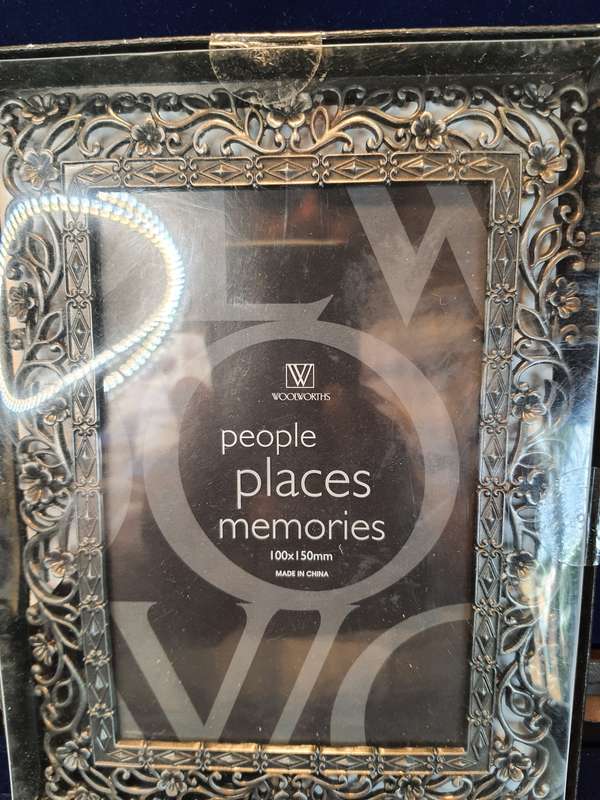 W
WOOLWORTHS
people
places
memories
100x150mm
MADE IN CHINA